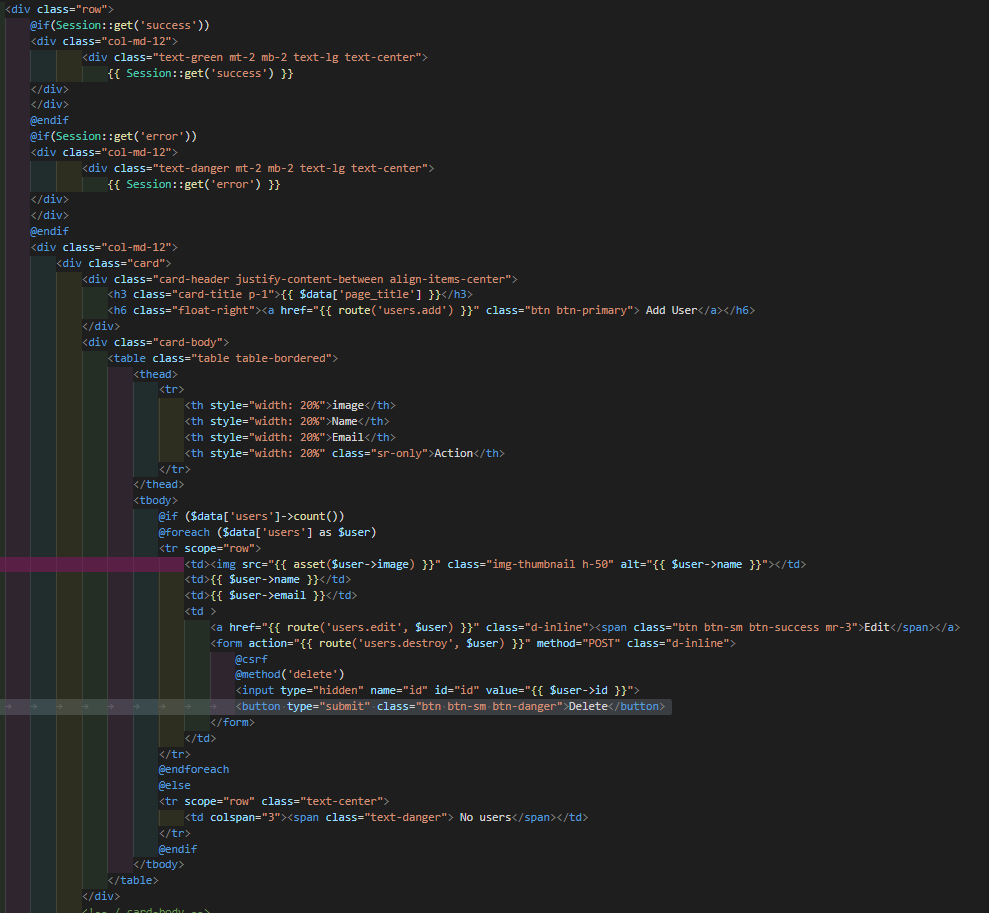 <div class="row">
@if(Session::get('success'))
<div class="col-md-12">
<div class="text-green mt-2 mb-2 text-lg text-center">
{{ Session::get('success') }}
</div>
</div>
@endif
@if(Session::get('error'))
<div class="col-md-12">
<div class="text-danger mt-2 mb-2 text-lg text-center">
{{ Session::get('error') }}
</div>
</div>
@endif
<div class="col-md-12">
<div class="card">
<div class="card-header justify-content-between align-items-center">
<h3 class="card-title p-1">{{ $data['page_title'] }}</h3>
<h6 class="float-right"><a href="{{ route('users.add') }}" class="btn btn-primary"> Add User</a></h6>
</div>
<div class="card-body">
<table class="table table-bordered">
<thead>
<tr>
<th style="width: 20%">image</th>
<th style="width: 20%">Name</th>
<th style="width: 20%">Email</th>
<th style="width: 20%" class="sr-only">Action</th>
</tr>
</thead>
<tbody>
@if ($data['users']->count())
@foreach ($data['users'] as $user)
<tr scope="row">
<td><img src="{{ asset($user->image) }}" class="img-thumbnail h-50" alt="{{ $user->name }}"></td>
<td>{{ $user->name }}</td>
<td>{{ $user->email }}</td>
<td >
<a href="{{ route('users.edit', $user) }}" class="d-inline"><span class="btn btn-sm btn-success mr-3">Edit</span></a>
<form action="{{ route('users.destroy', $user) }}" method="POST" class="d-inline">
@csrf
@method('delete')
<input type="hidden" name="id" id="id" value="{{ $user->id }}">
<button type="submit" class="btn btn-sm btn-danger">Delete</button>
</form>
</td>
</tr>
@endforeach
@else
<tr scope="row" class="text-center">
<td colspan="3"><span class="text-danger"> No users</span></td>
</tr>
@endif
</tbody>
</table>
</div>
<!-- / card-body -->